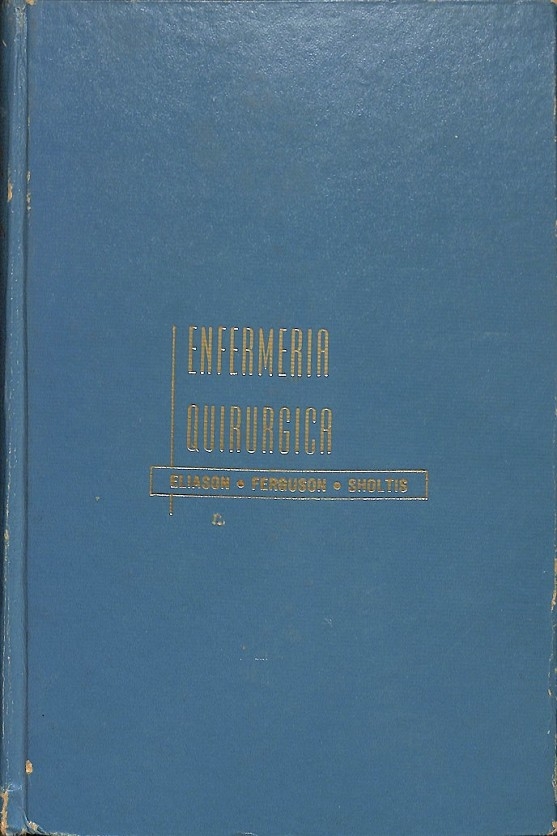 ENFERMERIA
QUIRURGICA
ELIASON • FERGUSON • SHOLTIS